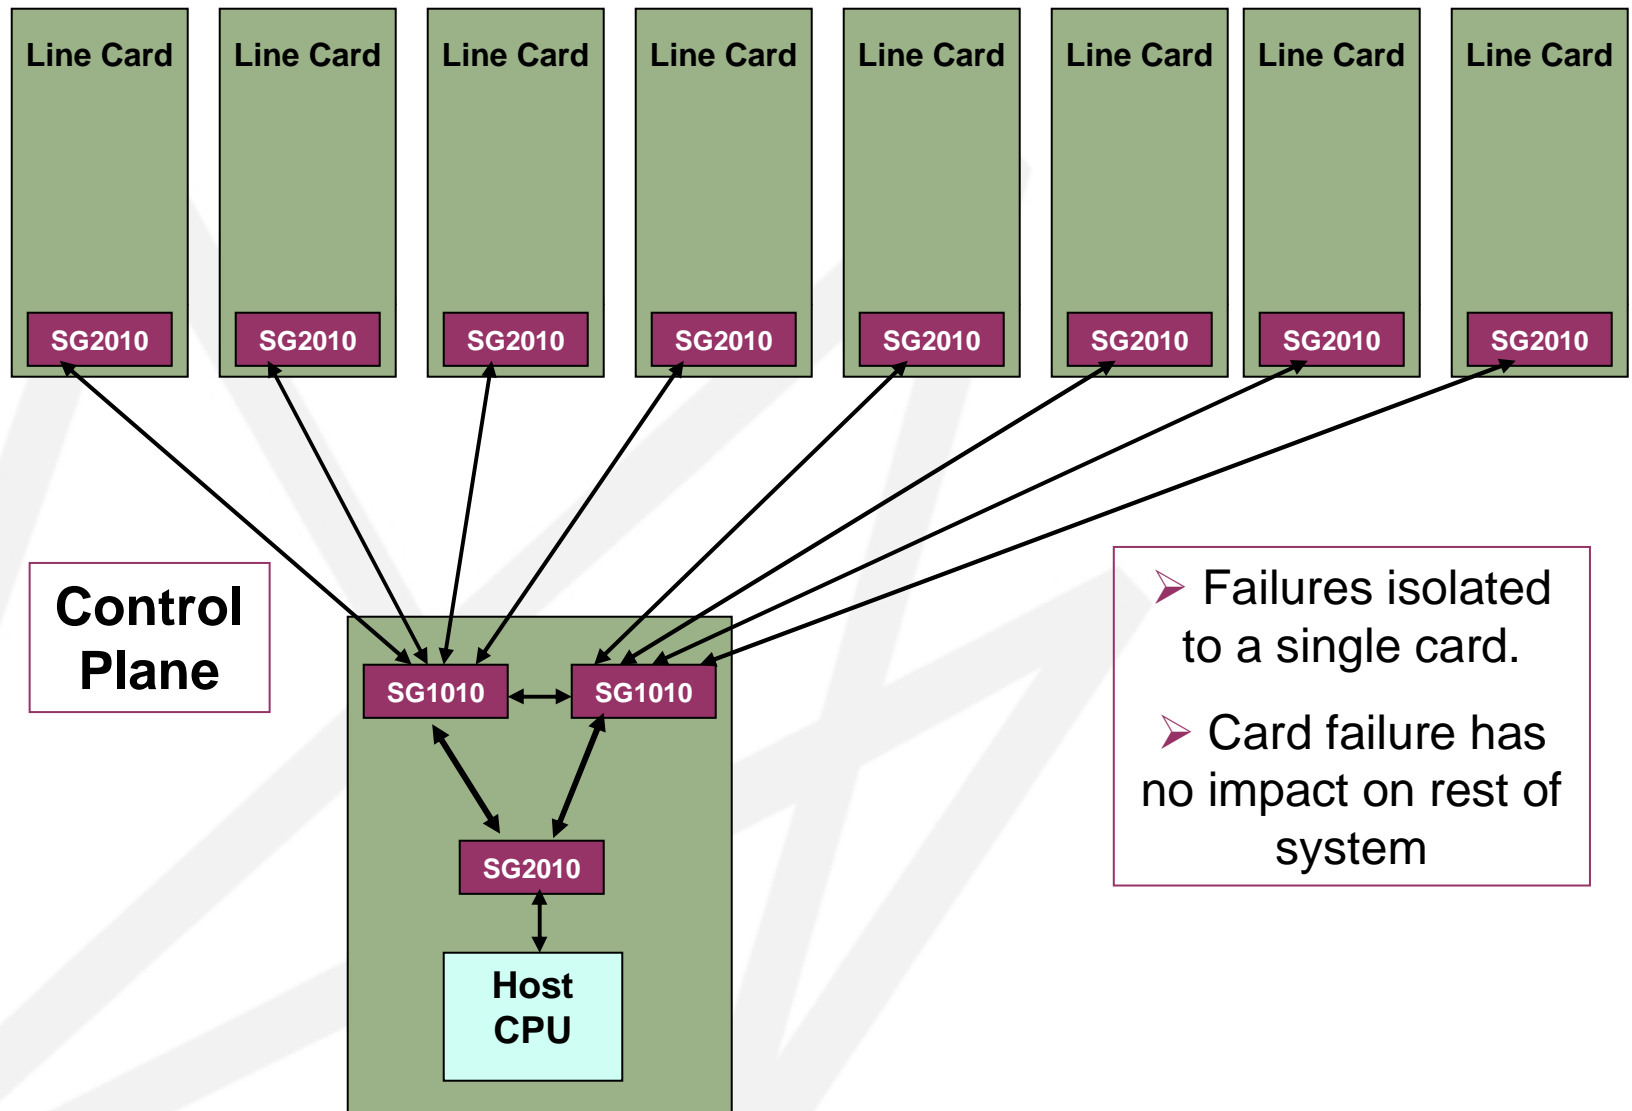 Line Card
Line Card
Line Card
Line Card
Line Card
Line Card
Line Card
Line Card
SG2010
SG2010
SG2010
SG2010
SG2010
SG2010
SG2010
SG2010
Control
Plane
SG1010
SG1010
SG2010
Host
CPU
➢ Failures isolated
to a single card.
➢ Card failure has
no impact on rest of
system